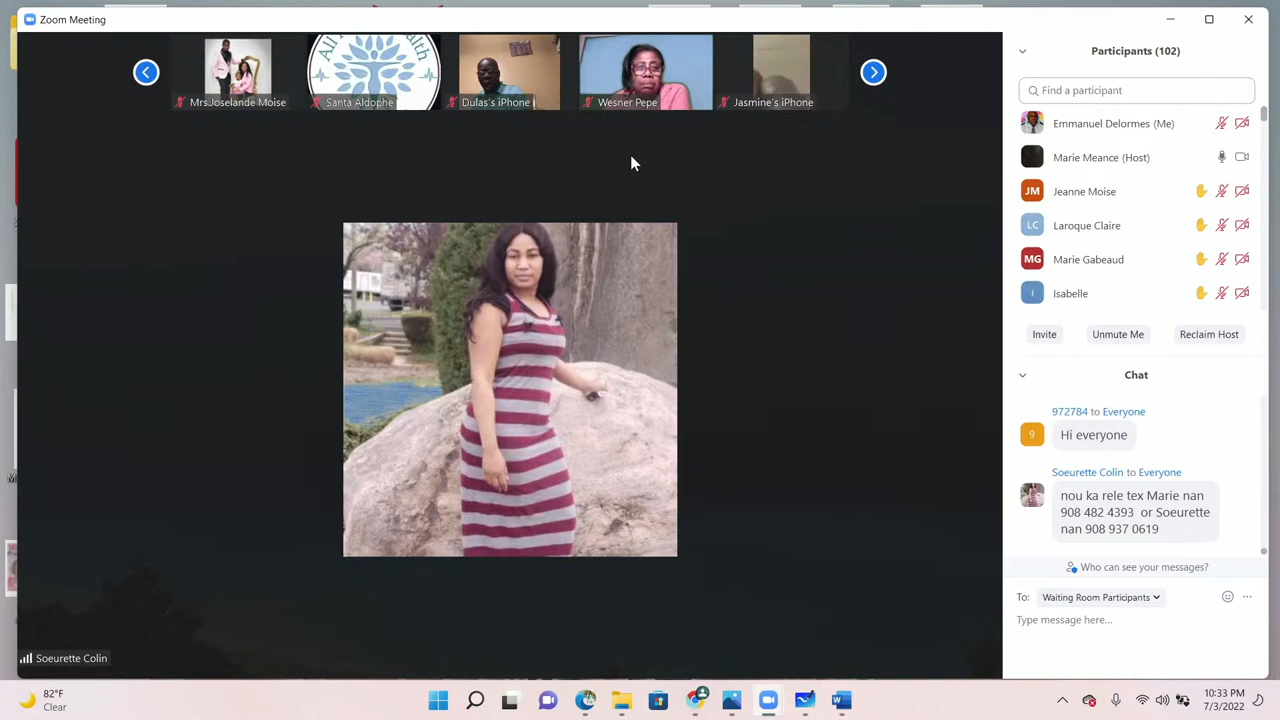 Zoom Meeting
Mrs.Joselande Moise
Santa Aldophe
Dulas's iPhone
Wesner Pepe
Jasmine's iPhone
Soeurette Colin
Participants (102)
Find a participant
Emmanuel Delormes (Me)
Marie Meance (Host)
JM Jeanne Moise
LC Laroque Claire
MG Marie Gabeaud
I Isabelle
Invite
Unmute Me
Reclaim Host
Chat
972784 to Everyone
9 Hi everyone
Soeurette Colin to Everyone
nou ka rele tex Marie nan
908 482 4393 or Soeurette
nan 908 937 0619
Who can see your messages?
To: Waiting Room Participants
Type message here...
82°F
Clear
10:33 PM
7/3/2022